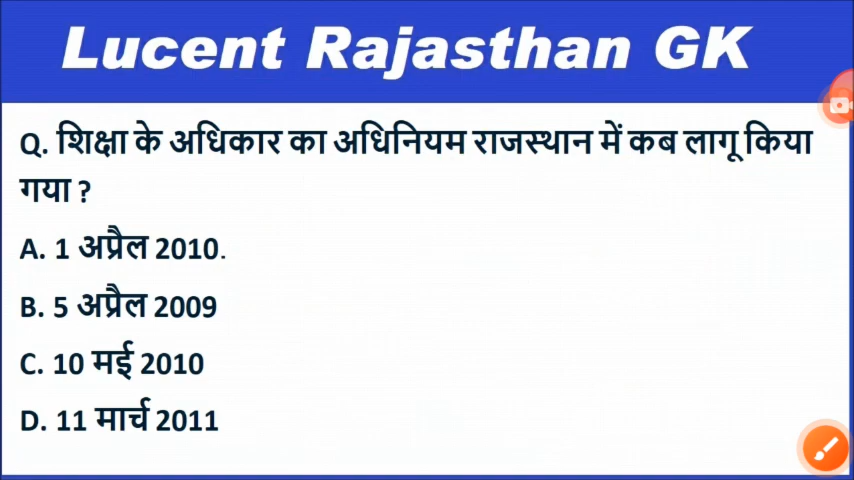 Lucent Rajasthan GK
Q. शिक्षा के अधिकार का अधिनियम राजस्थान में कब लागू किया
गया ?
A. 1 अप्रैल 2010.
B. 5 अप्रैल 2009
C. 10 मई 2010
D. 11 मार्च 2011